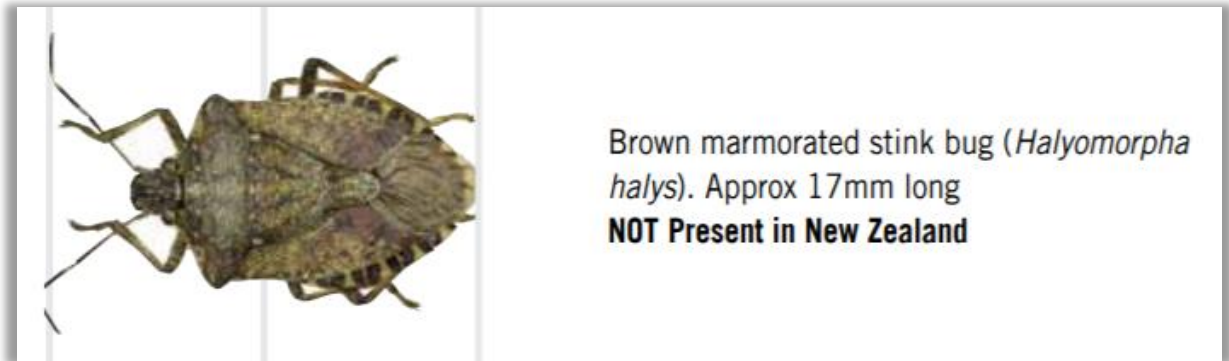 Brown marmorated stink bug (Halyomorpha
halys). Approx 17mm long
NOT Present in New Zealand